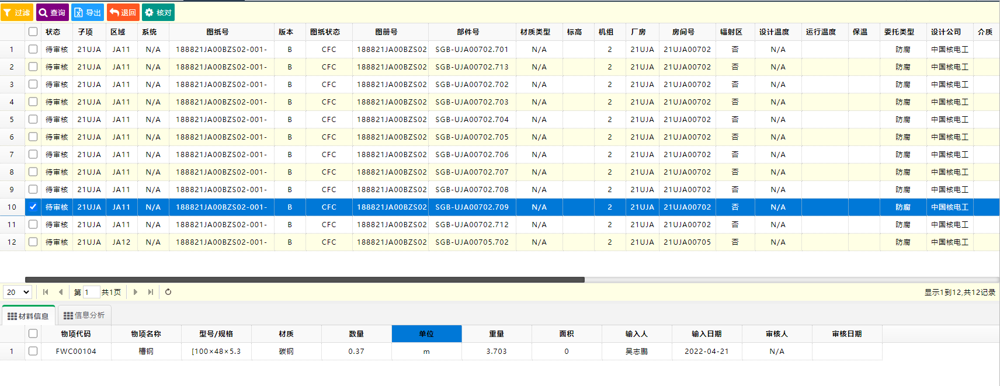 过滤 查询 导出 退回 核对
状态 子项 区域 系统 图纸号 版本 图纸状态 图册号 部件号 材质类型 标高 机组 厂房 房间号 辐射区 设计温度 运行温度 保温 委托类型 设计公司 介质
1 待审核 21UJA JA11 N/A 188821JA00BZS02-001- B CFC 188821JA00BZS02 SGB-UJA00702.701 N/A 2 21UJA 21UJA00702 否 N/A 防腐 中国核电工
2 待审核 21UJA JA11 N/A 188821JA00BZS02-001- B CFC 188821JA00BZS02 SGB-UJA00702.713 N/A 2 21UJA 21UJA00702 否 N/A 防腐 中国核电工
3 待审核 21UJA JA11 N/A 188821JA00BZS02-001- B CFC 188821JA00BZS02 SGB-UJA00702.702 N/A 2 21UJA 21UJA00702 否 N/A 防腐 中国核电工
4 待审核 21UJA JA11 N/A 188821JA00BZS02-001- B CFC 188821JA00BZS02 SGB-UJA00702.703 N/A 2 21UJA 21UJA00702 否 N/A 防腐 中国核电工
5 待审核 21UJA JA11 N/A 188821JA00BZS02-001- B CFC 188821JA00BZS02 SGB-UJA00702.704 N/A 2 21UJA 21UJA00702 否 N/A 防腐 中国核电工
6 待审核 21UJA JA11 N/A 188821JA00BZS02-001- B CFC 188821JA00BZS02 SGB-UJA00702.705 N/A 2 21UJA 21UJA00702 否 N/A 防腐 中国核电工
7 待审核 21UJA JA11 N/A 188821JA00BZS02-001- B CFC 188821JA00BZS02 SGB-UJA00702.706 N/A 2 21UJA 21UJA00702 否 N/A 防腐 中国核电工
8 待审核 21UJA JA11 N/A 188821JA00BZS02-001- B CFC 188821JA00BZS02 SGB-UJA00702.707 N/A 2 21UJA 21UJA00702 否 N/A 防腐 中国核电工
9 待审核 21UJA JA11 N/A 188821JA00BZS02-001- B CFC 188821JA00BZS02 SGB-UJA00702.708 N/A 2 21UJA 21UJA00702 否 N/A 防腐 中国核电工
10 待审核 21UJA JA11 N/A 188821JA00BZS02-001- B CFC 188821JA00BZS02 SGB-UJA00702.709 N/A 2 21UJA 21UJA00702 否 N/A 防腐 中国核电工
11 待审核 21UJA JA11 N/A 188821JA00BZS02-001- B CFC 188821JA00BZS02 SGB-UJA00702.712 N/A 2 21UJA 21UJA00702 否 N/A 防腐 中国核电工
12 待审核 21UJA JA12 N/A 188821JA00BZS02-001- B CFC 188821JA00BZS02 SGB-UJA00705.702 N/A 2 21UJA 21UJA00705 否 N/A 防腐 中国核电工
20 第 1 共1页 显示1到12,共12记录
材料信息 信息分析
物项代码 物项名称 型号/规格 材质 数量 单位 重量 面积 输入人 输入日期 审核人 审核日期
1 FWC00104 槽钢 [100×48×5.3 碳钢 0.37 m 3.703 0 吴志鹏 2022-04-21 N/A